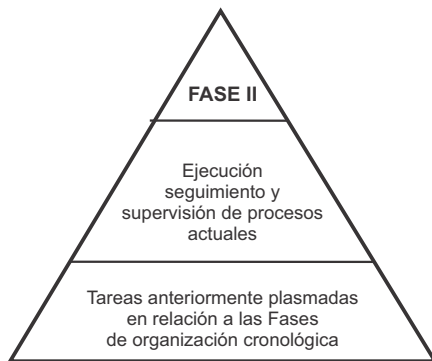 FASE II
Ejecución
seguimiento y
supervisión de procesos
actuales
Tareas anteriormente plasmadas
en relación a las Fases
de organización cronológica